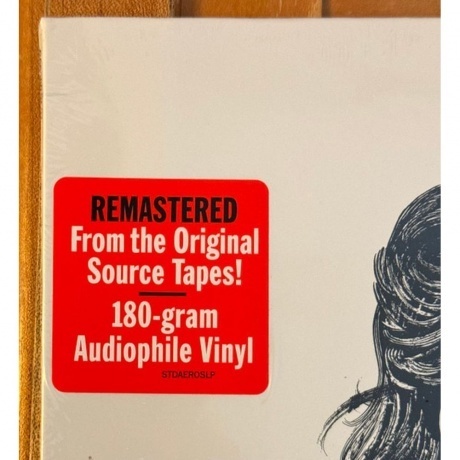 REMASTERED
From the Original
Source Tapes!
180-gram
Audiophile Vinyl
STDAEROSLP